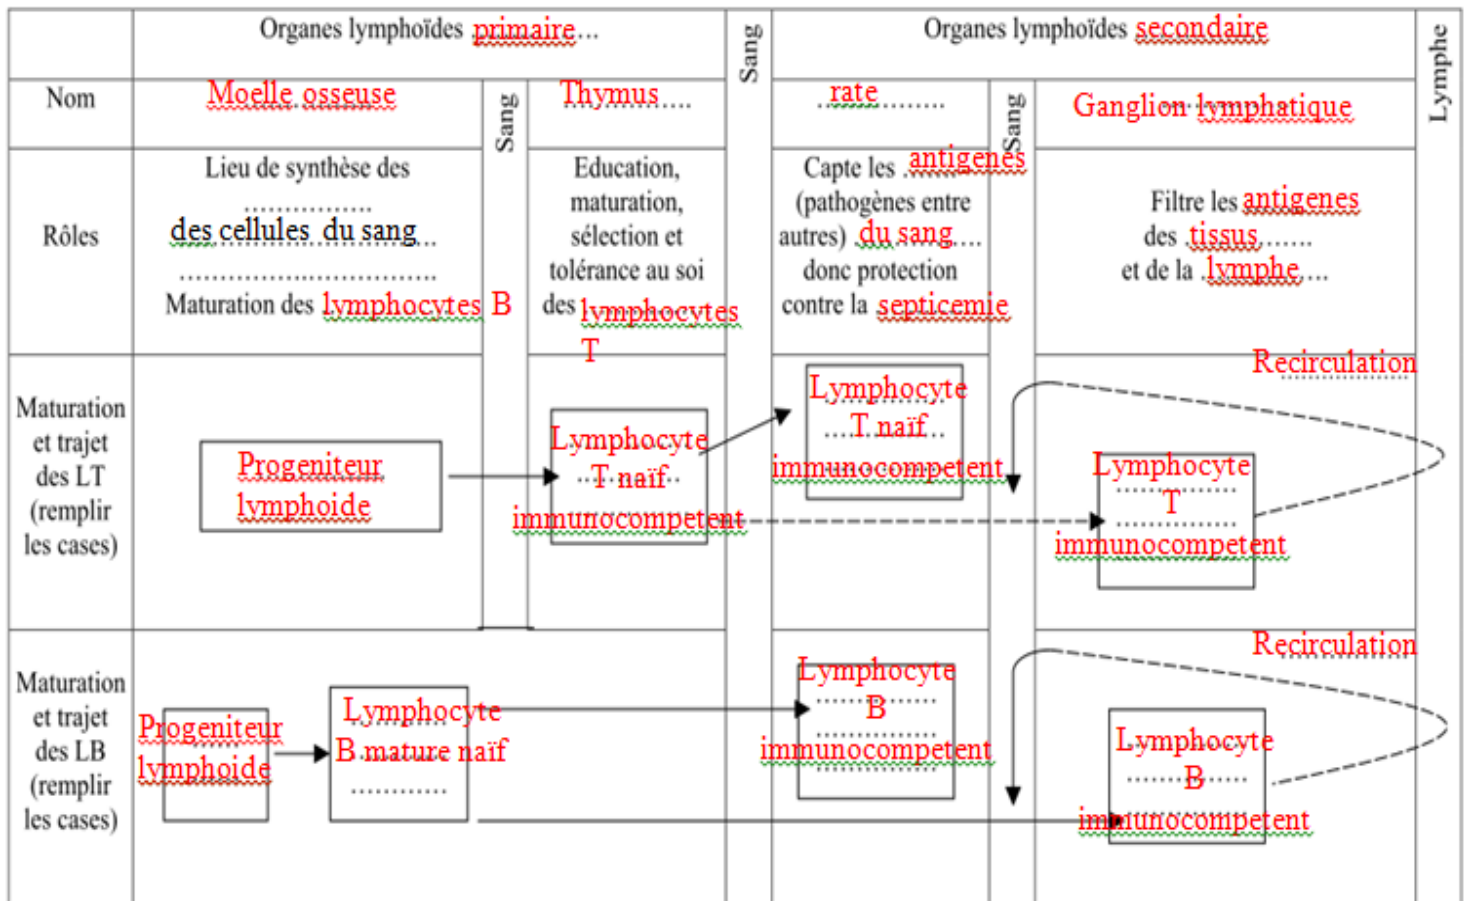 Organes lymphoïdes primaire...
Sang
Organes lymphoïdes secondaire
Lymphe
Nom
Moelle osseuse
Sang
Thymus
rate
Sang
Ganglion lymphatique
Rôles
Lieu de synthèse des
des cellules du sang
Maturation des lymphocytes B
Education,
maturation,
sélection et
tolérance au soi
des lymphocytes
T
Capte les antigenes
(pathogènes entre
autres) du sang
donc protection
contre la septicemie
Filtre les antigenes
des tissus
et de la lymphe
Maturation
et trajet
des LT
(remplir
les cases)
Progeniteur
lymphoide
Lymphocyte
T naïf
immunocompetent
Lymphocyte
T naïf
immunocompetent
Lymphocyte
T
immunocompetent
Recirculation
Maturation
et trajet
des LB
(remplir
les cases)
Progeniteur
lymphoide
Lymphocyte
B mature naïf
Lymphocyte
B
immunocompetent
Lymphocyte
B
immunocompetent
Recirculation